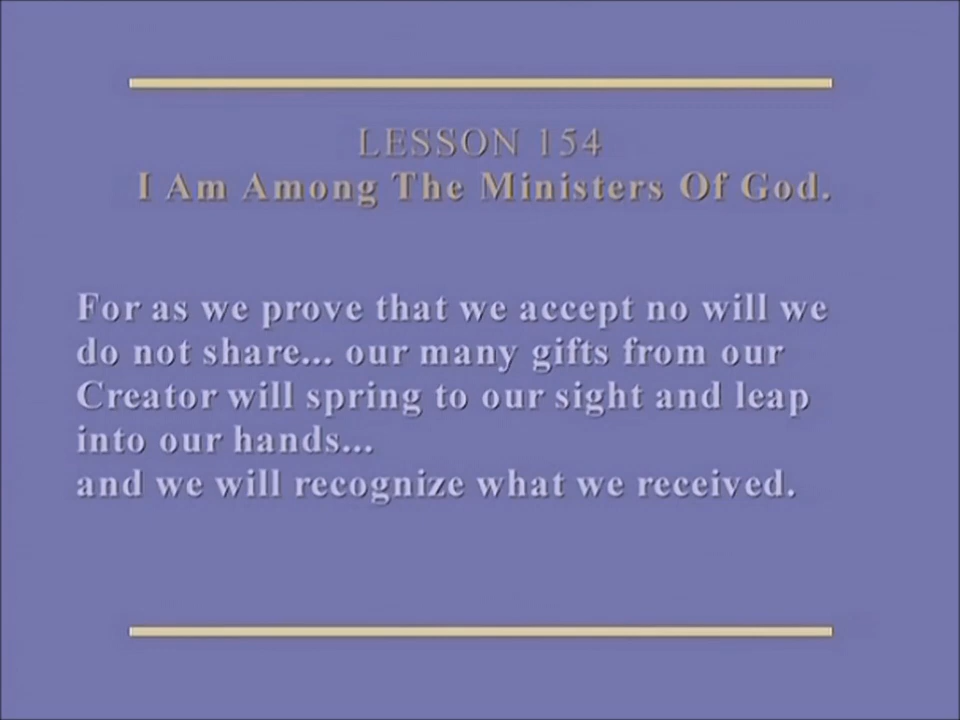 LESSON 154
I Am Among The Ministers Of God.
For as we prove that we accept no will we
do not share... our many gifts from our
Creator will spring to our sight and leap
into our hands...
and we will recognize what we received.